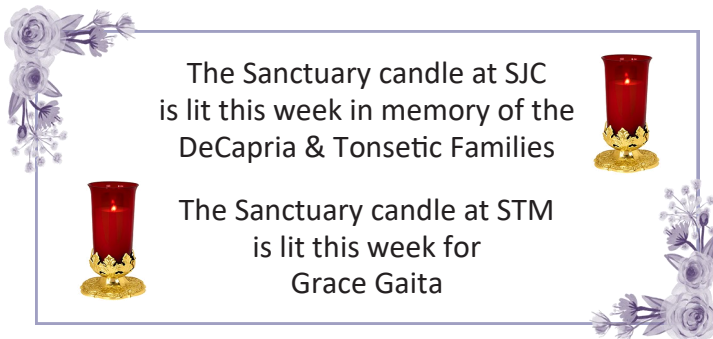 The Sanctuary candle at SJC
is lit this week in memory of the
DeCapria & Tonsetic Families
The Sanctuary candle at STM
is lit this week for
Grace Gaita